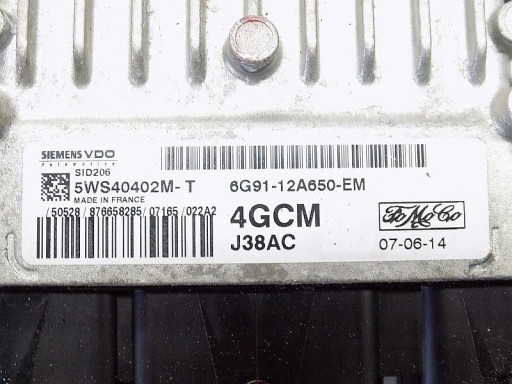 SIEMENS VDO
Automotive
SID206
5WS40402M- T
MADE IN FRANCE
/50528 / 876658285/07165 /022A2
6G91-12A650-EM
4GCM
J38AC
FoMoCo
07-06-14